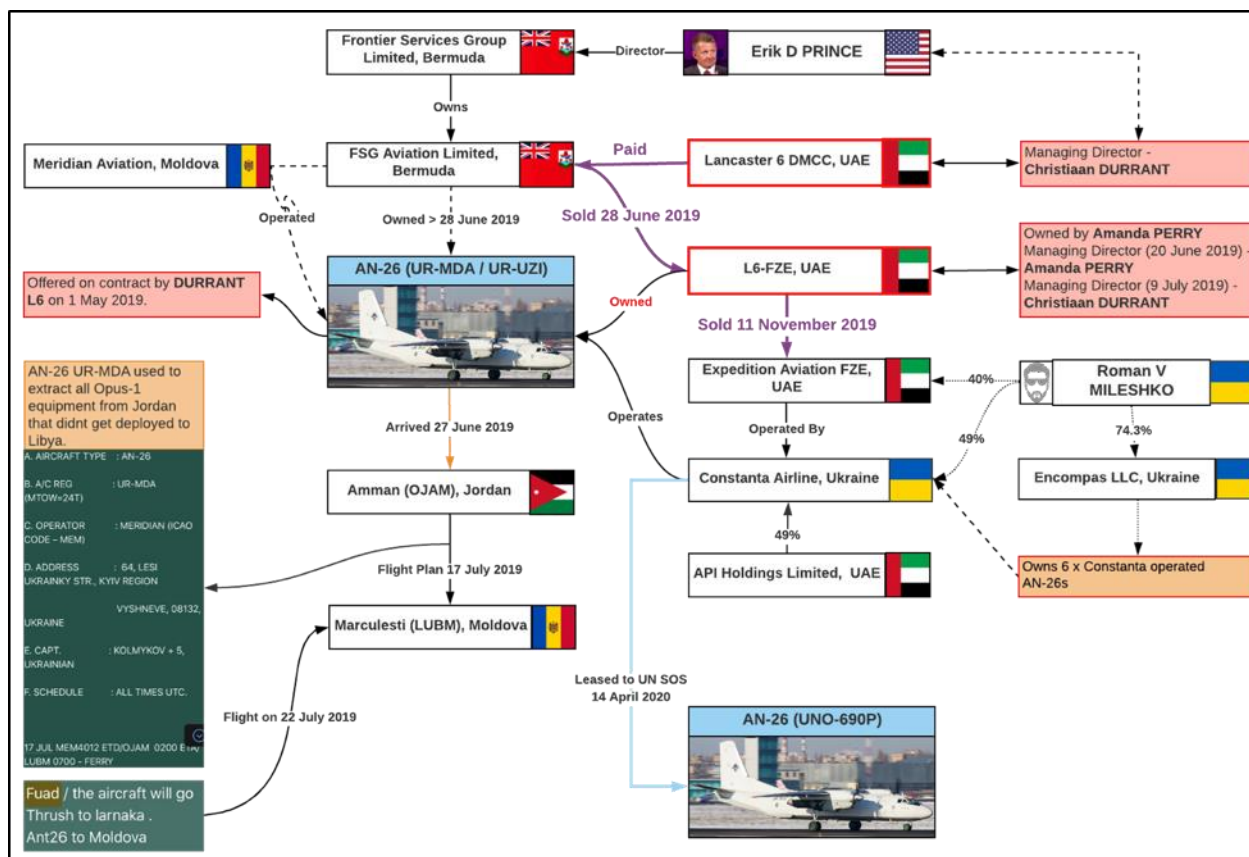 Frontier Services Group
Limited, Bermuda
Director
Erik D PRINCE
Owns
Meridian Aviation, Moldova
FSG Aviation Limited,
Bermuda
Paid
Lancaster 6 DMCC, UAE
Managing Director -
Christiaan DURRANT
Operated
Owned > 28 June 2019
Sold 28 June 2019
Offered on contract by DURRANT
L6 on 1 May 2019.
AN-26 (UR-MDA / UR-UZI)
Owned
L6-FZE, UAE
Owned by Amanda PERRY
Managing Director (20 June 2019) -
Amanda PERRY
Managing Director (9 July 2019) -
Christiaan DURRANT
Sold 11 November 2019
AN-26 UR-MDA used to
extract all Opus-1
equipment from Jordan
that didnt get deployed to
Libya.
Expedition Aviation FZE,
UAE
40%
Roman V
MILESHKO
Arrived 27 June 2019
Operates
Operated By
49%
74.3%
A. AIRCRAFT TYPE : AN-26
B. A/C REG : UR-MDA
(MTOW=24T)
C. OPERATOR : MERIDIAN (ICAO
CODE – MEM)
D. ADDRESS : 64, LESI
UKRAINKY STR., KYIV REGION
VYSHNEVE, 08132,
UKRAINE
E. CAPT. : KOLMYKOV + 5,
UKRAINIAN
F. SCHEDULE : ALL TIMES UTC.
17 JUL MEM4012 ETD/OJAM 0200 ETA/
LUBM 0700 - FERRY
Amman (OJAM), Jordan
Constanta Airline, Ukraine
Encompas LLC, Ukraine
49%
Flight Plan 17 July 2019
API Holdings Limited, UAE
Owns 6 x Constanta operated
AN-26s
Marculesti (LUBM), Moldova
Leased to UN SOS
14 April 2020
Flight on 22 July 2019
AN-26 (UNO-690P)
Fuad / the aircraft will go
Thrush to larnaka .
Ant26 to Moldova